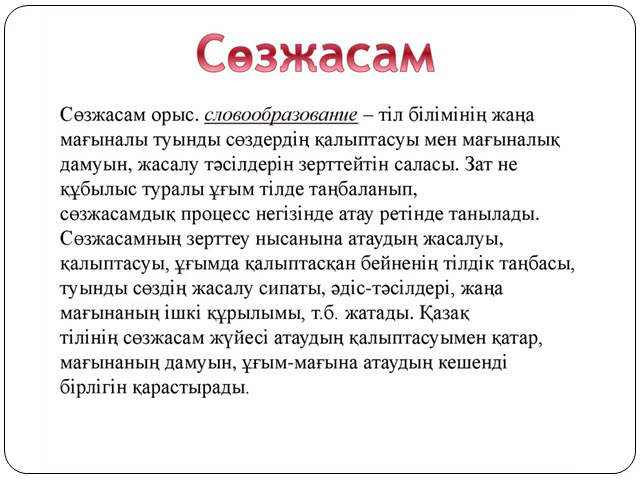 Сөзжасам
Сөзжасам орыс. словообразование – тіл білімінің жаңа
мағыналы туынды сөздердің қалыптасуы мен мағыналық
дамуын, жасалу тәсілдерін зерттейтін саласы. Зат не
құбылыс туралы ұғым тілде таңбаланып,
сөзжасамдық процесс негізінде атау ретінде танылады.
Сөзжасамның зерттеу нысанына атаудың жасалуы,
қалыптасуы, ұғымда қалыптасқан бейненің тілдік таңбасы,
туынды сөздің жасалу сипаты, әдіс-тәсілдері, жаңа
мағынаның ішкі құрылымы, т.б. жатады. Қазақ
тілінің сөзжасам жүйесі атаудың қалыптасуымен қатар,
мағынаның дамуын, ұғым-мағына атаудың кешенді
бірлігін қарастырады.